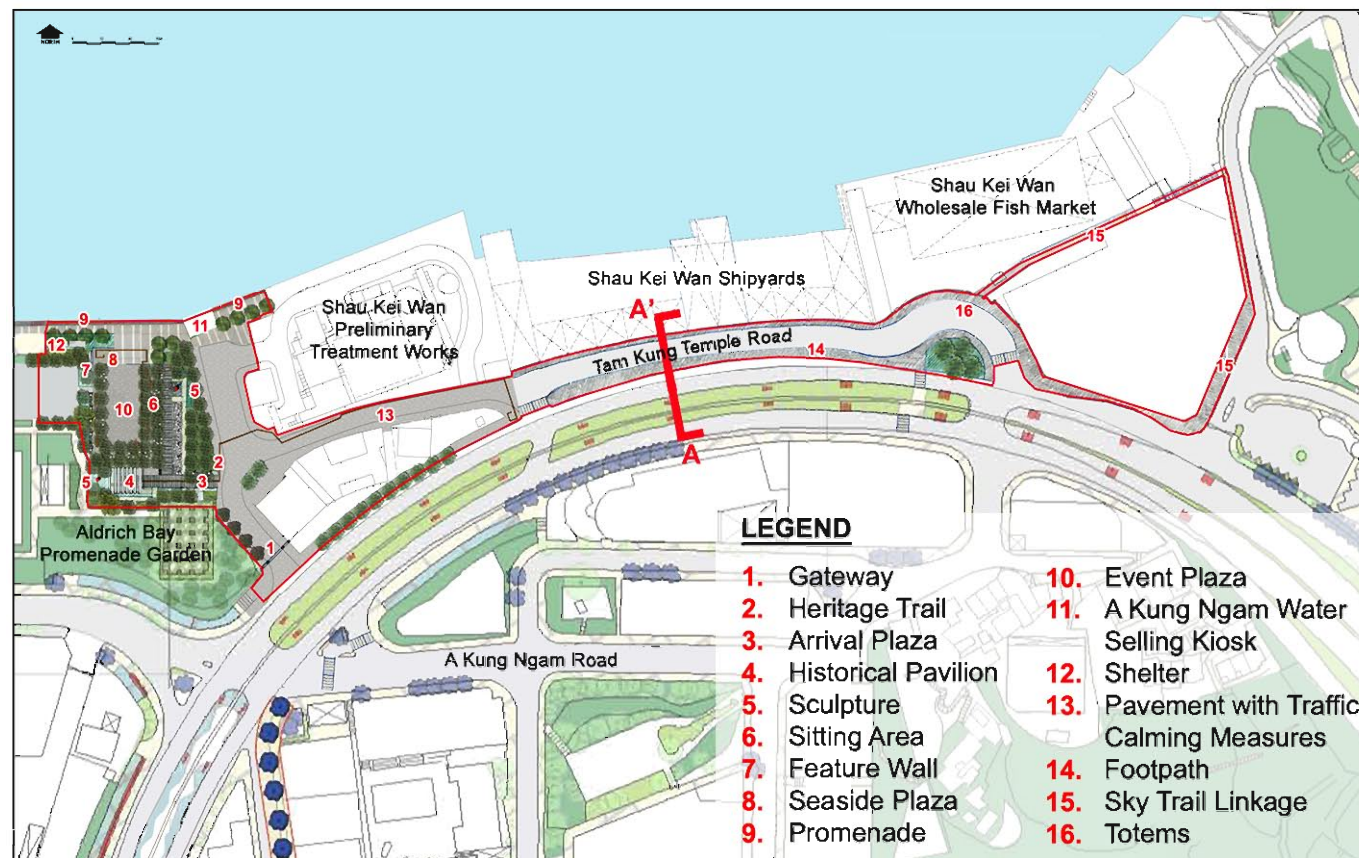 NORTH
Shau Kei Wan
Wholesale Fish Market
15
Shau Kei Wan Shipyards
A'
16
9
9
11
Shau Kei Wan
Preliminary
Treatment Works
12
8
7
5
10
6
Tam Kung Temple Road
14
15
13
A
2
5
4
3
Aldrich Bay
Promenade Garden
1
A Kung Ngam Road
LEGEND
1. Gateway
2. Heritage Trail
3. Arrival Plaza
4. Historical Pavilion
5. Sculpture
6. Sitting Area
7. Feature Wall
8. Seaside Plaza
9. Promenade
10. Event Plaza
11. A Kung Ngam Water
Selling Kiosk
12. Shelter
13. Pavement with Traffic
Calming Measures
14. Footpath
15. Sky Trail Linkage
16. Totems